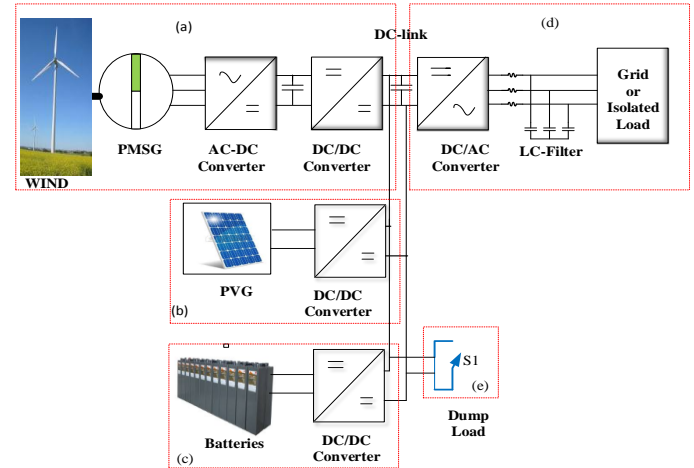 (a)
(d)
DC-link
Grid
or
Isolated
Load
PMSG
AC-DC
Converter
DC/DC
Converter
DC/AC
Converter
LC-Filter
WIND
PVG
DC/DC
Converter
(b)
S1
(e)
Batteries
DC/DC
Converter
Dump
Load
(c)